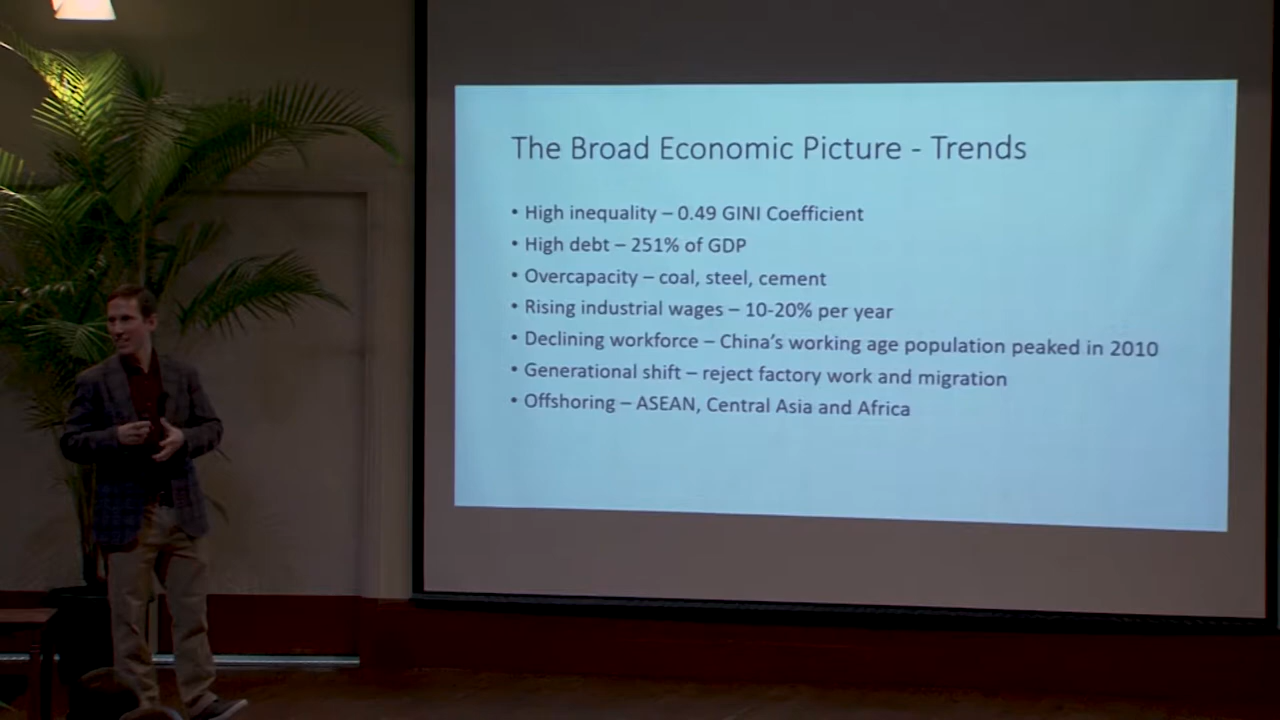 The Broad Economic Picture - Trends
• High inequality – 0.49 GINI Coefficient
• High debt – 251% of GDP
• Overcapacity – coal, steel, cement
• Rising industrial wages – 10-20% per year
• Declining workforce – China's working age population peaked in 2010
• Generational shift – reject factory work and migration
• Offshoring – ASEAN, Central Asia and Africa